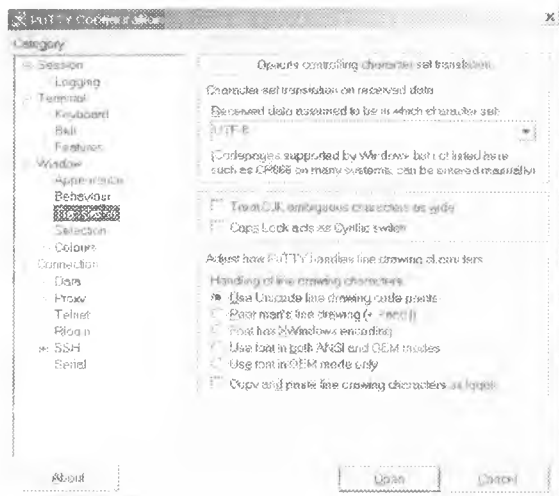 PuTTY Configuration
Category:
Session
Logging
Terminal
Keyboard
Bell
Features
Window
Appearance
Behaviour
Translation
Selection
Colours
Connection
Data
Proxy
Telnet
Rlogin
SSH
Serial
Options controlling character set translation
Character set translation on received data
Received data assumed to be in which character set:
UTF-8
(Codepages supported by Windows but not listed here,
such as CP866 on many systems, can be entered manually)
Treat CJK ambiguous characters as wide
Caps Lock acts as Cyrillic switch
Adjust how PuTTY handles line drawing characters
Handling of line drawing characters:
Use Unicode line drawing code points
Poor man's line drawing (+, - and |)
Font has XWindows encoding
Use font in both ANSI and OEM modes
Use font in OEM mode only
Copy and paste line drawing characters as lqqqk
About
Open
Cancel